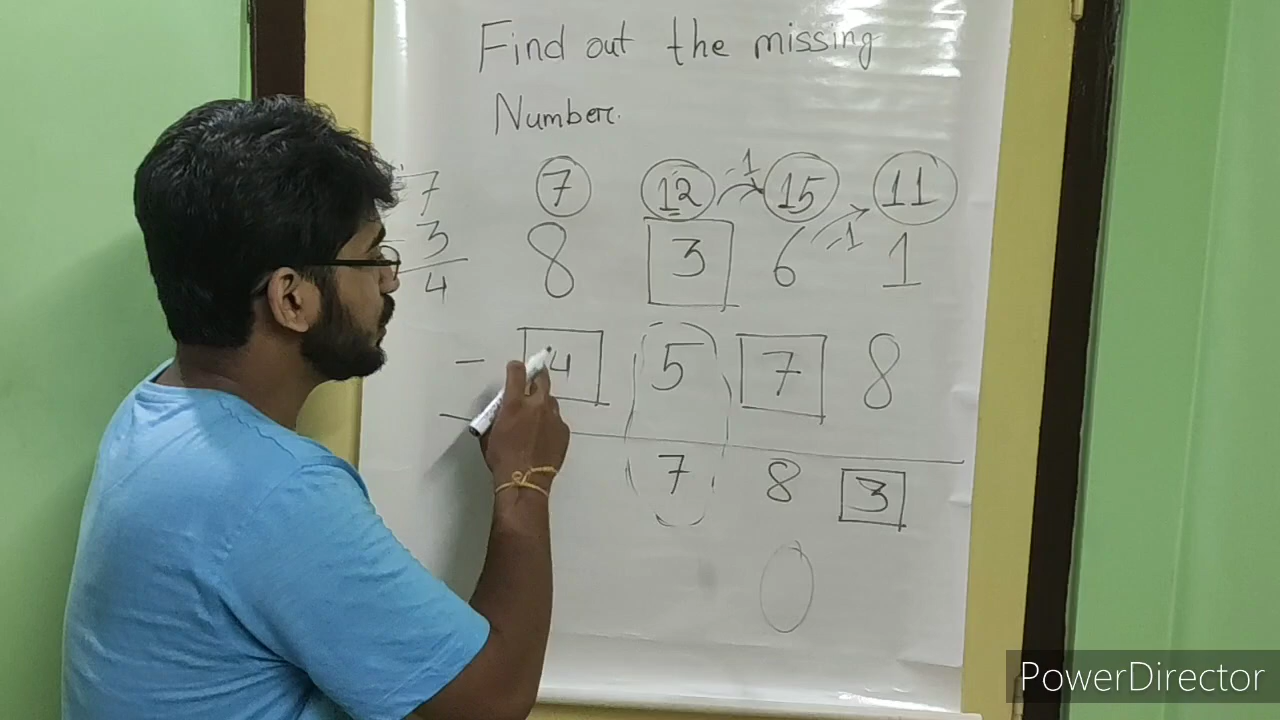 Find out the missing
Number.
7 7 12 -1 15 11
- 3 8 3 6 -1 1
4
- 4 5 7 8
7 8 3
PowerDirector